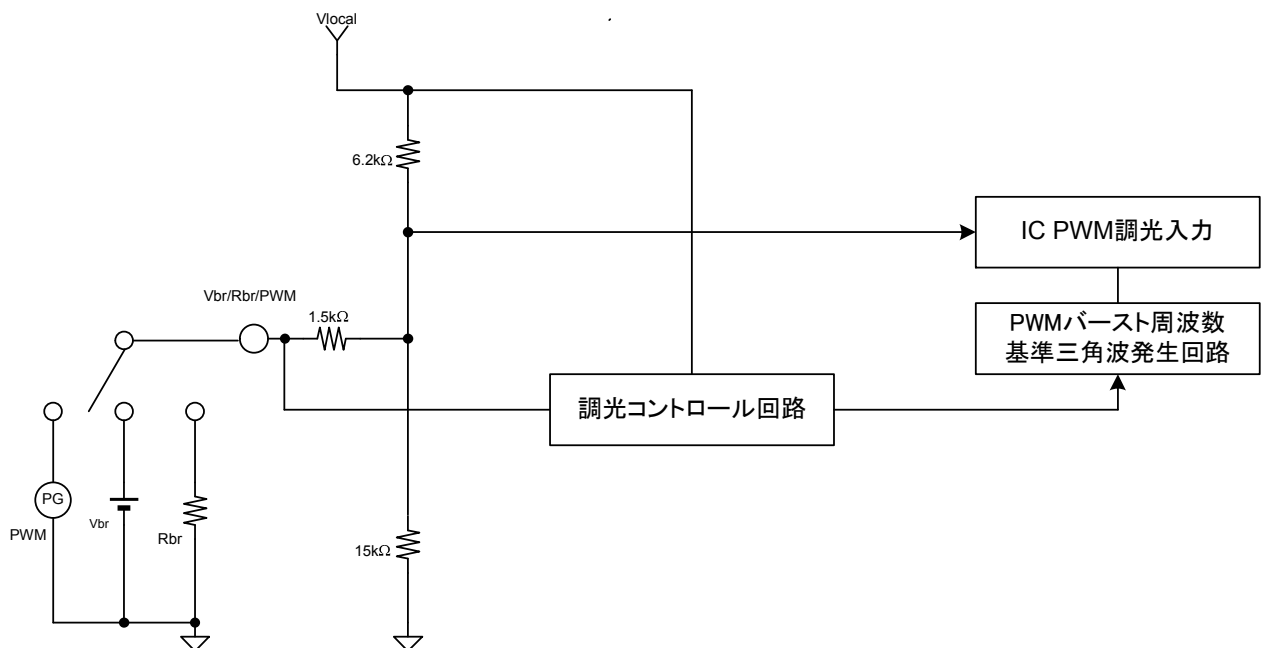 Vlocal
6.2kΩ
IC PWM調光入力
Vbr/Rbr/PWM
1.5kΩ
PWMバースト周波数
基準三角波発生回路
調光コントロール回路
PG
PWM
Vbr
Rbr
15kΩ